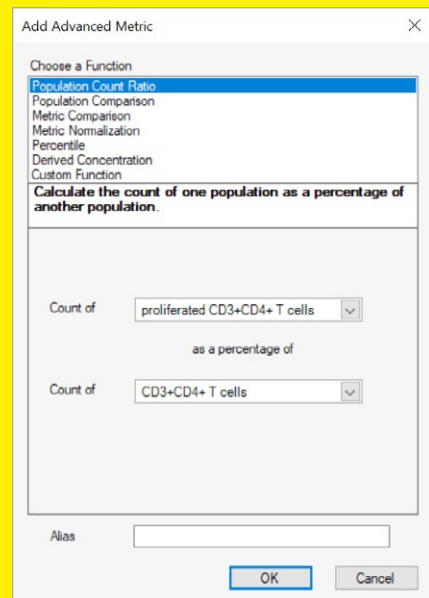 Add Advanced Metric
Choose a Function
Population Count Ratio
Population Comparison
Metric Comparison
Metric Normalization
Percentile
Derived Concentration
Custom Function
Calculate the count of one population as a percentage of
another population.
Count of proliferated CD3+CD4+ T cells
as a percentage of
Count of CD3+CD4+ T cells
Alias
OK Cancel